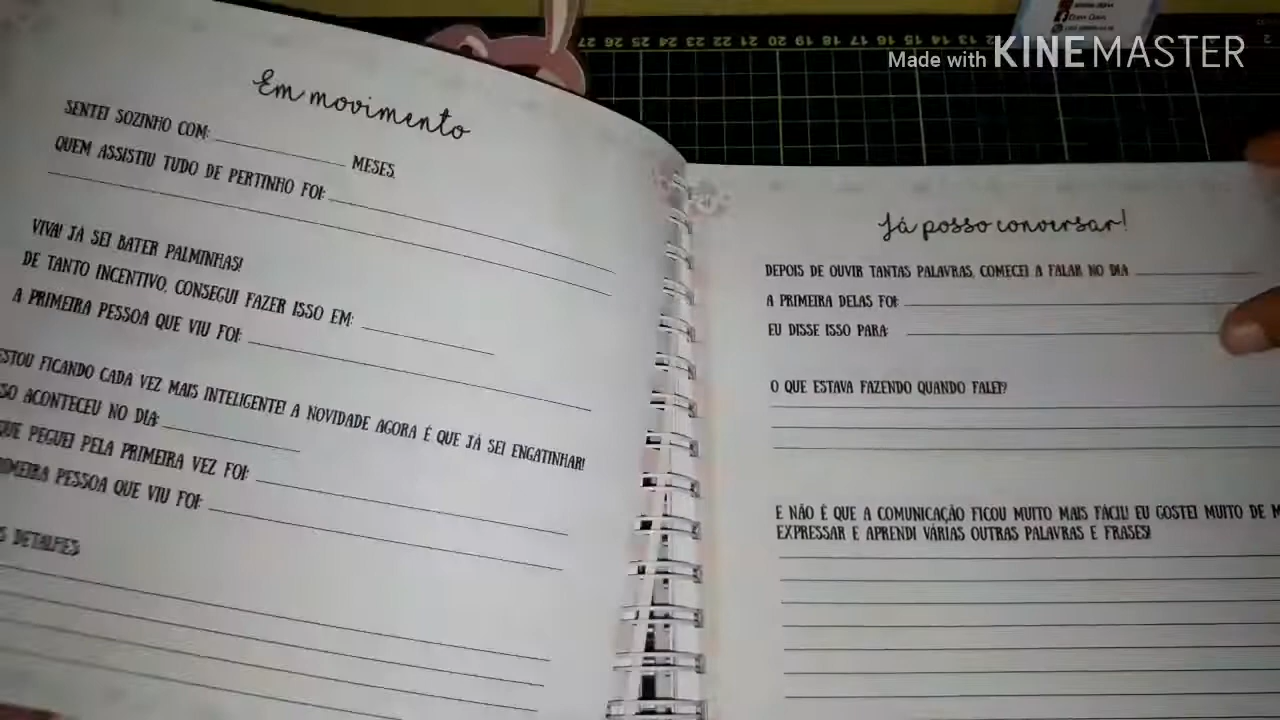 Em movimento
SENTEI SOZINHO COM: MESES.
QUEM ASSISTIU TUDO DE PERTINHO FOI:
VIVA! JÁ SEI BATER PALMINHAS!
DE TANTO INCENTIVO, CONSEGUI FAZER ISSO EM:
A PRIMEIRA PESSOA QUE VIU FOI:
ESTOU FICANDO CADA VEZ MAIS INTELIGENTE! A NOVIDADE AGORA É QUE JÁ SEI ENGATINHAR!
SSO ACONTECEU NO DIA:
QUE PEGUEI PELA PRIMEIRA VEZ FOI:
RIMEIRA PESSOA QUE VIU FOI:
S DETALHES
Já posso conversar!
DEPOIS DE OUVIR TANTAS PALAVRAS, COMECEI A FALAR NO DIA
A PRIMEIRA DELAS FOI:
EU DISSE ISSO PARA:
O QUE ESTAVA FAZENDO QUANDO FALEI?
E NÃO É QUE A COMUNICAÇÃO FICOU MUITO MAIS FÁCIL! EU GOSTEI MUITO DE M
EXPRESSAR E APRENDI VÁRIAS OUTRAS PALAVRAS E FRASES!
27 26 25 24 23 22 21 20 19 18 17 16 15 14 13 12
Made with KINEMASTER